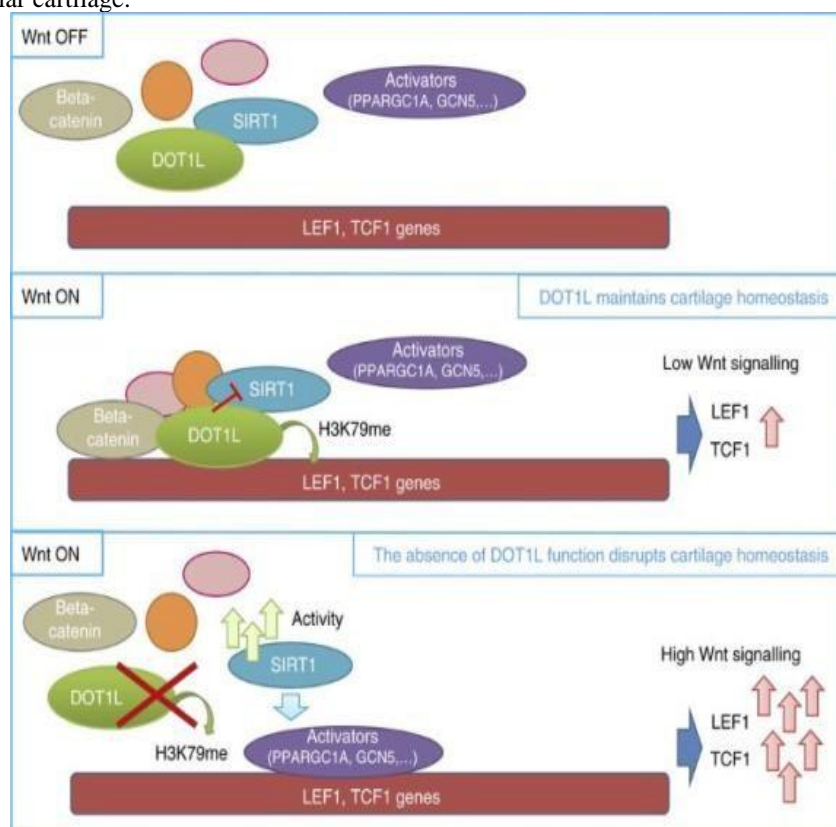 nar cartilage.
Wnt OFF
Activators
(PPARGC1A, GCN5,...)
Beta-
catenin
SIRT1
DOT1L
LEF1, TCF1 genes
Wnt ON
DOT1L maintains cartilage homeostasis
Activators
(PPARGC1A, GCN5,...)
Low Wnt signalling
SIRT1
Beta-
catenin
DOT1L
H3K79me
LEF1
TCF1
LEF1, TCF1 genes
Wnt ON
The absence of DOT1L function disrupts cartilage homeostasis
Beta-
catenin
Activity
SIRT1
High Wnt signalling
DOT1L
LEF1
H3K79me
Activators
(PPARGC1A, GCN5,...)
TCF1
LEF1, TCF1 genes